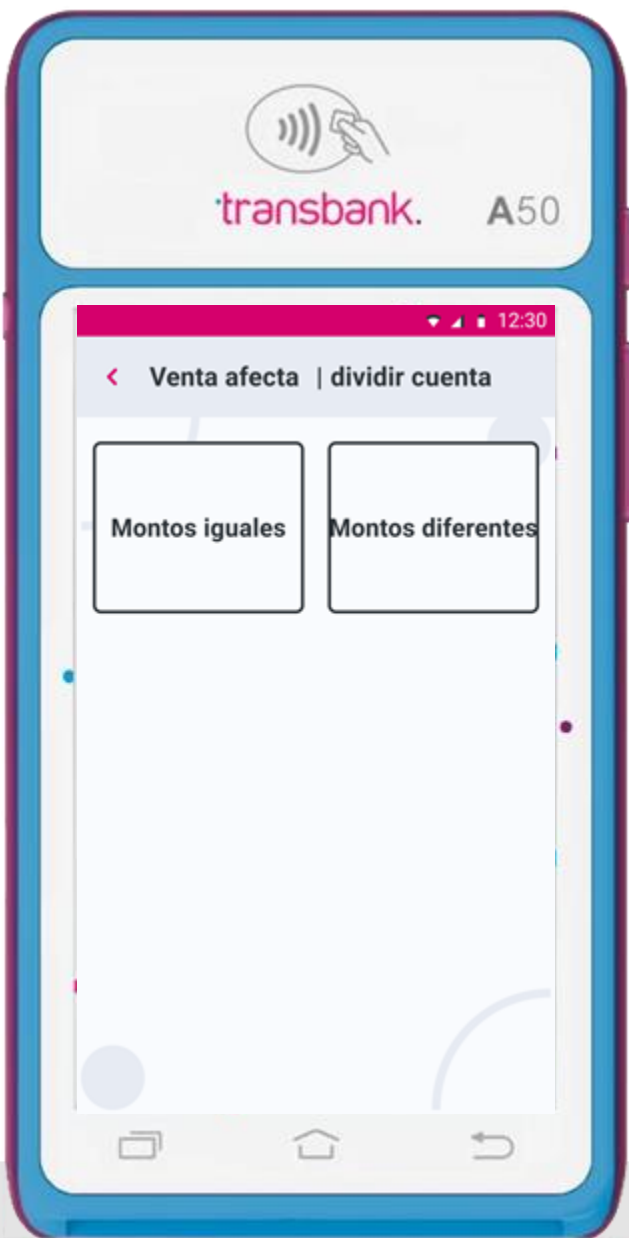 transbank.
A50
12:30
Venta afecta | dividir cuenta
Montos iguales
Montos diferentes